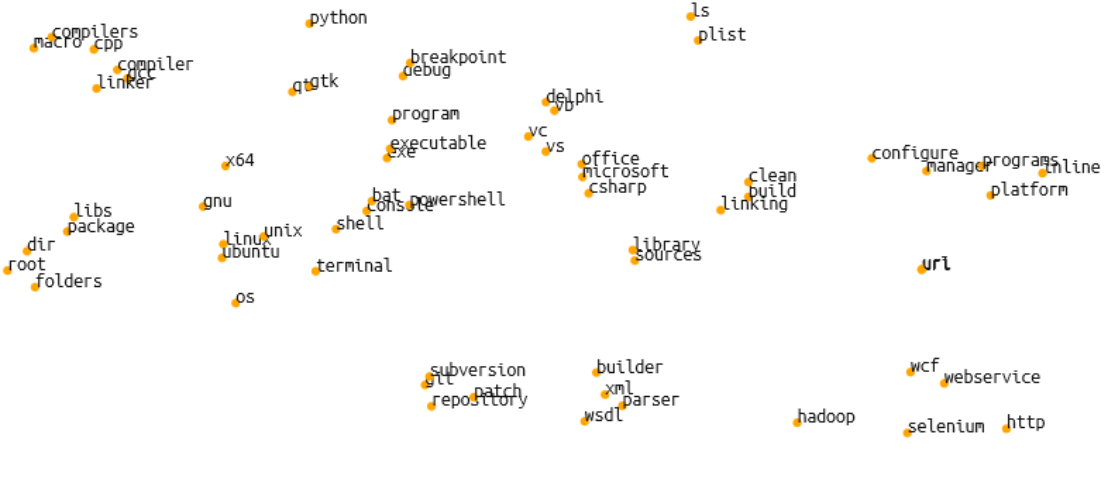 ls
python
compilers
macro
cpp
plist
breakpoint
debug
compiler
gcc
linker
qt
gtk
delphi
vb
program
vc
executable
exe
vs
office
microsoft
csharp
x64
configure
manager
programs
inline
platform
clean
build
linking
bat
console
powershell
gnu
libs
package
shell
unix
linux
ubuntu
dir
root
folders
terminal
library
sources
os
subversion
git
patch
repository
builder
xml
parser
wsdl
wcf
webservice
hadoop
selenium
http